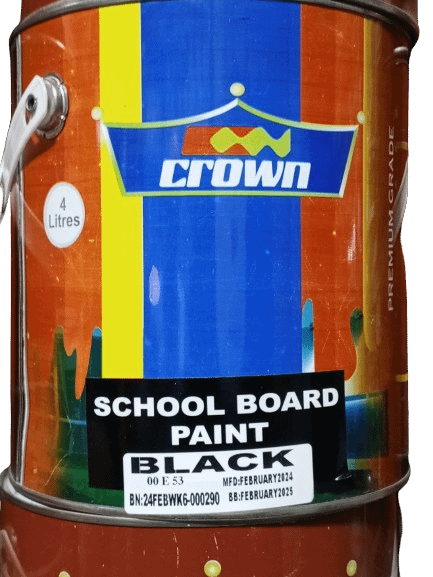 crown
4
Litres
PREMIUM GRADE
SCHOOL BOARD
PAINT
BLACK
00 E 53
MFD:FEBRUARY2024
BN:24FEBWK6-000290
BB:FEBRUARY2025